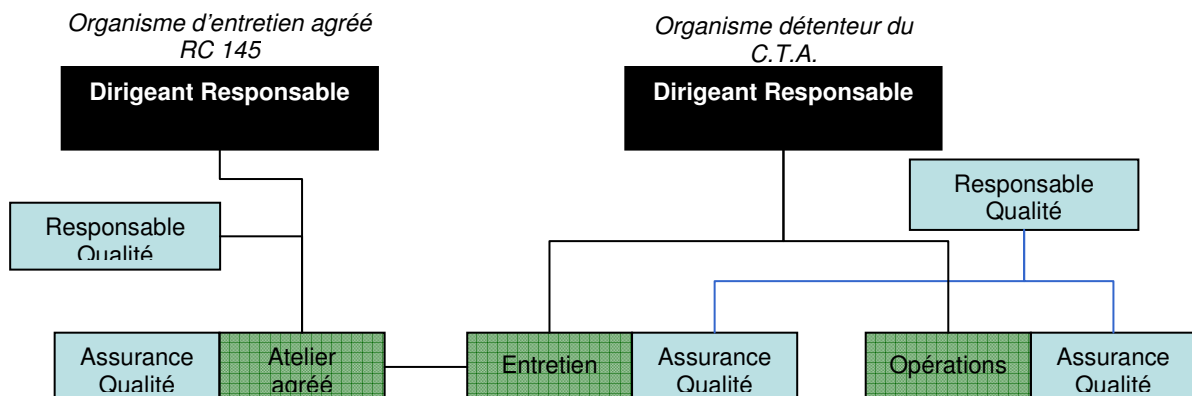 Organisme d'entretien agréé
RC 145
Dirigeant Responsable
Responsable
Qualité
Assurance
Qualité
Atelier
agréé
Organisme détenteur du
C.T.A.
Dirigeant Responsable
Responsable
Qualité
Entretien
Assurance
Qualité
Opérations
Assurance
Qualité